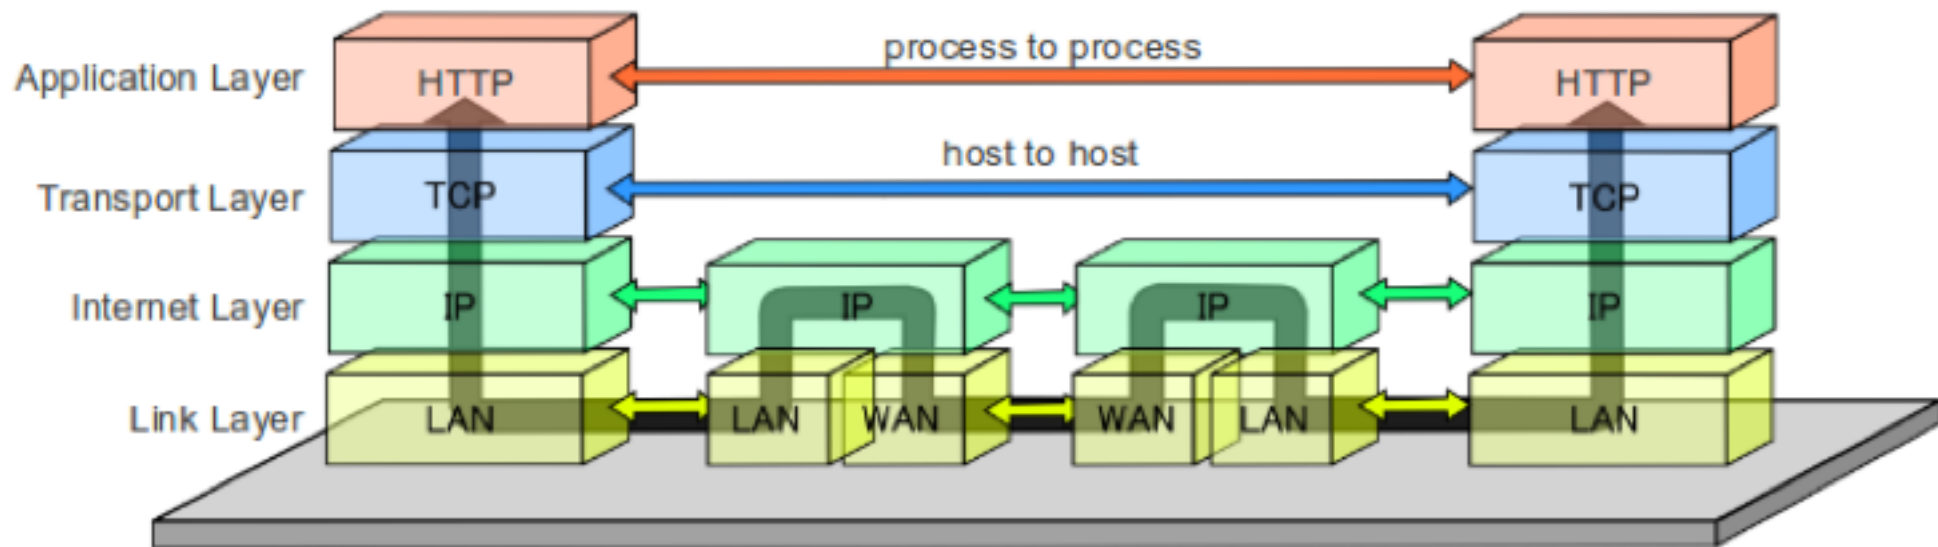 process to process
Application Layer HTTP HTTP
host to host
Transport Layer TCP TCP
Internet Layer IP IP IP IP
Link Layer LAN LAN WAN WAN LAN LAN